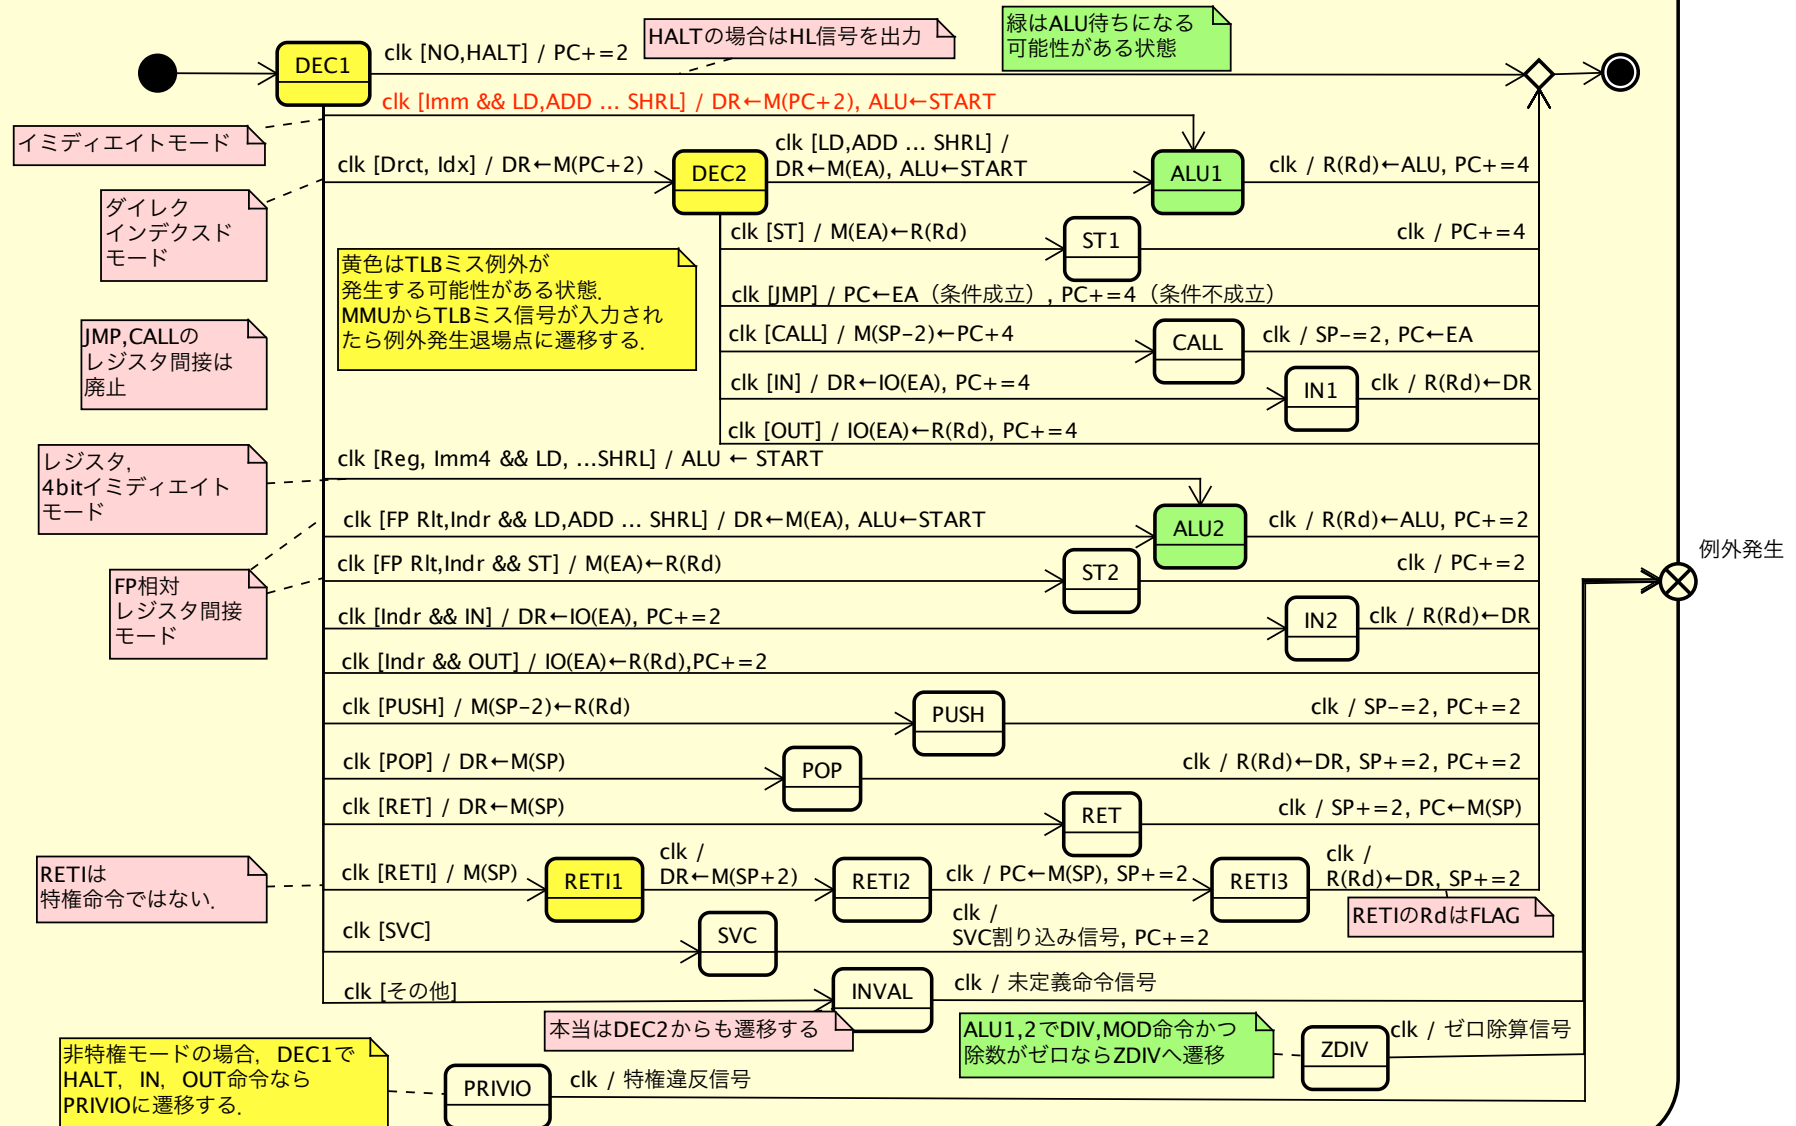 緑はALU待ちになる
可能性がある状態
HALTの場合はHL信号を出力
DEC1
clk [NO,HALT] / PC+=2
clk [Imm && LD,ADD ... SHRL] / DR←M(PC+2), ALU←START
イミディエイトモード
clk [Drct, Idx] / DR←M(PC+2)
DEC2
clk [LD,ADD ... SHRL] /
DR←M(EA), ALU←START
ALU1
clk / R(Rd)←ALU, PC+=4
ダイレク
インデクスド
モード
clk [ST] / M(EA)←R(Rd)
ST1
clk / PC+=4
黄色はTLBミス例外が
発生する可能性がある状態.
MMUからTLBミス信号が入力され
たら例外発生退場点に遷移する.
clk [JMP] / PC←EA（条件成立）, PC+=4（条件不成立）
JMP,CALLの
レジスタ間接は
廃止
clk [CALL] / M(SP-2)←PC+4
CALL
clk / SP-=2, PC←EA
clk [IN] / DR←IO(EA), PC+=4
IN1
clk / R(Rd)←DR
clk [OUT] / IO(EA)←R(Rd), PC+=4
レジスタ,
4bitイミディエイト
モード
clk [Reg, Imm4 && LD, ...SHRL] / ALU ← START
clk [FP Rlt,Indr && LD,ADD ... SHRL] / DR←M(EA), ALU←START
ALU2
clk / R(Rd)←ALU, PC+=2
例外発生
clk [FP Rlt,Indr && ST] / M(EA)←R(Rd)
ST2
clk / PC+=2
FP相対
レジスタ間接
モード
clk [Indr && IN] / DR←IO(EA), PC+=2
IN2
clk / R(Rd)←DR
clk [Indr && OUT] / IO(EA)←R(Rd),PC+=2
clk [PUSH] / M(SP-2)←R(Rd)
PUSH
clk / SP-=2, PC+=2
clk [POP] / DR←M(SP)
POP
clk / R(Rd)←DR, SP+=2, PC+=2
clk [RET] / DR←M(SP)
RET
clk / SP+=2, PC←M(SP)
RETIは
特権命令ではない.
clk [RETI] / M(SP)
RETI1
clk /
DR←M(SP+2)
RETI2
clk / PC←M(SP), SP+=2
RETI3
clk /
R(Rd)←DR, SP+=2
RETIのRdはFLAG
clk [SVC]
SVC
clk /
SVC割り込み信号, PC+=2
clk [その他]
INVAL
clk / 未定義命令信号
本当はDEC2からも遷移する
ALU1,2でDIV,MOD命令かつ
除数がゼロならZDIVへ遷移
ZDIV
clk / ゼロ除算信号
非特権モードの場合, DEC1で
HALT, IN, OUT命令なら
PRIVIOに遷移する.
PRIVIO
clk / 特権違反信号